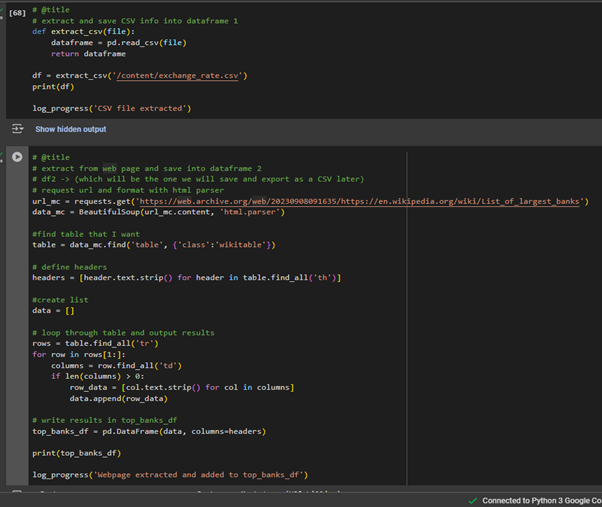 [68] # @title
# extract and save CSV info into dataframe 1
def extract_csv(file):
    dataframe = pd.read_csv(file)
    return dataframe

df = extract_csv('/content/exchange_rate.csv')
print(df)

log_progress('CSV file extracted')
Show hidden output
# @title
# extract from web page and save into dataframe 2
# df2 -> (which will be the one we will save and export as a CSV later)
# request url and format with html parser
url_mc = requests.get('https://web.archive.org/web/20230908091635/https://en.wikipedia.org/wiki/List_of_largest_banks')
data_mc = BeautifulSoup(url_mc.content, 'html.parser')

#find table that I want
table = data_mc.find('table', {'class':'wikitable'})

# define headers
headers = [header.text.strip() for header in table.find_all('th')]

#create list
data = []

# loop through table and output results
rows = table.find_all('tr')
for row in rows[1:]:
    columns = row.find_all('td')
    if len(columns) > 0:
        row_data = [col.text.strip() for col in columns]
        data.append(row_data)

# write results in top_banks_df
top_banks_df = pd.DataFrame(data, columns=headers)

print(top_banks_df)

log_progress('Webpage extracted and added to top_banks_df')
Connected to Python 3 Google Co